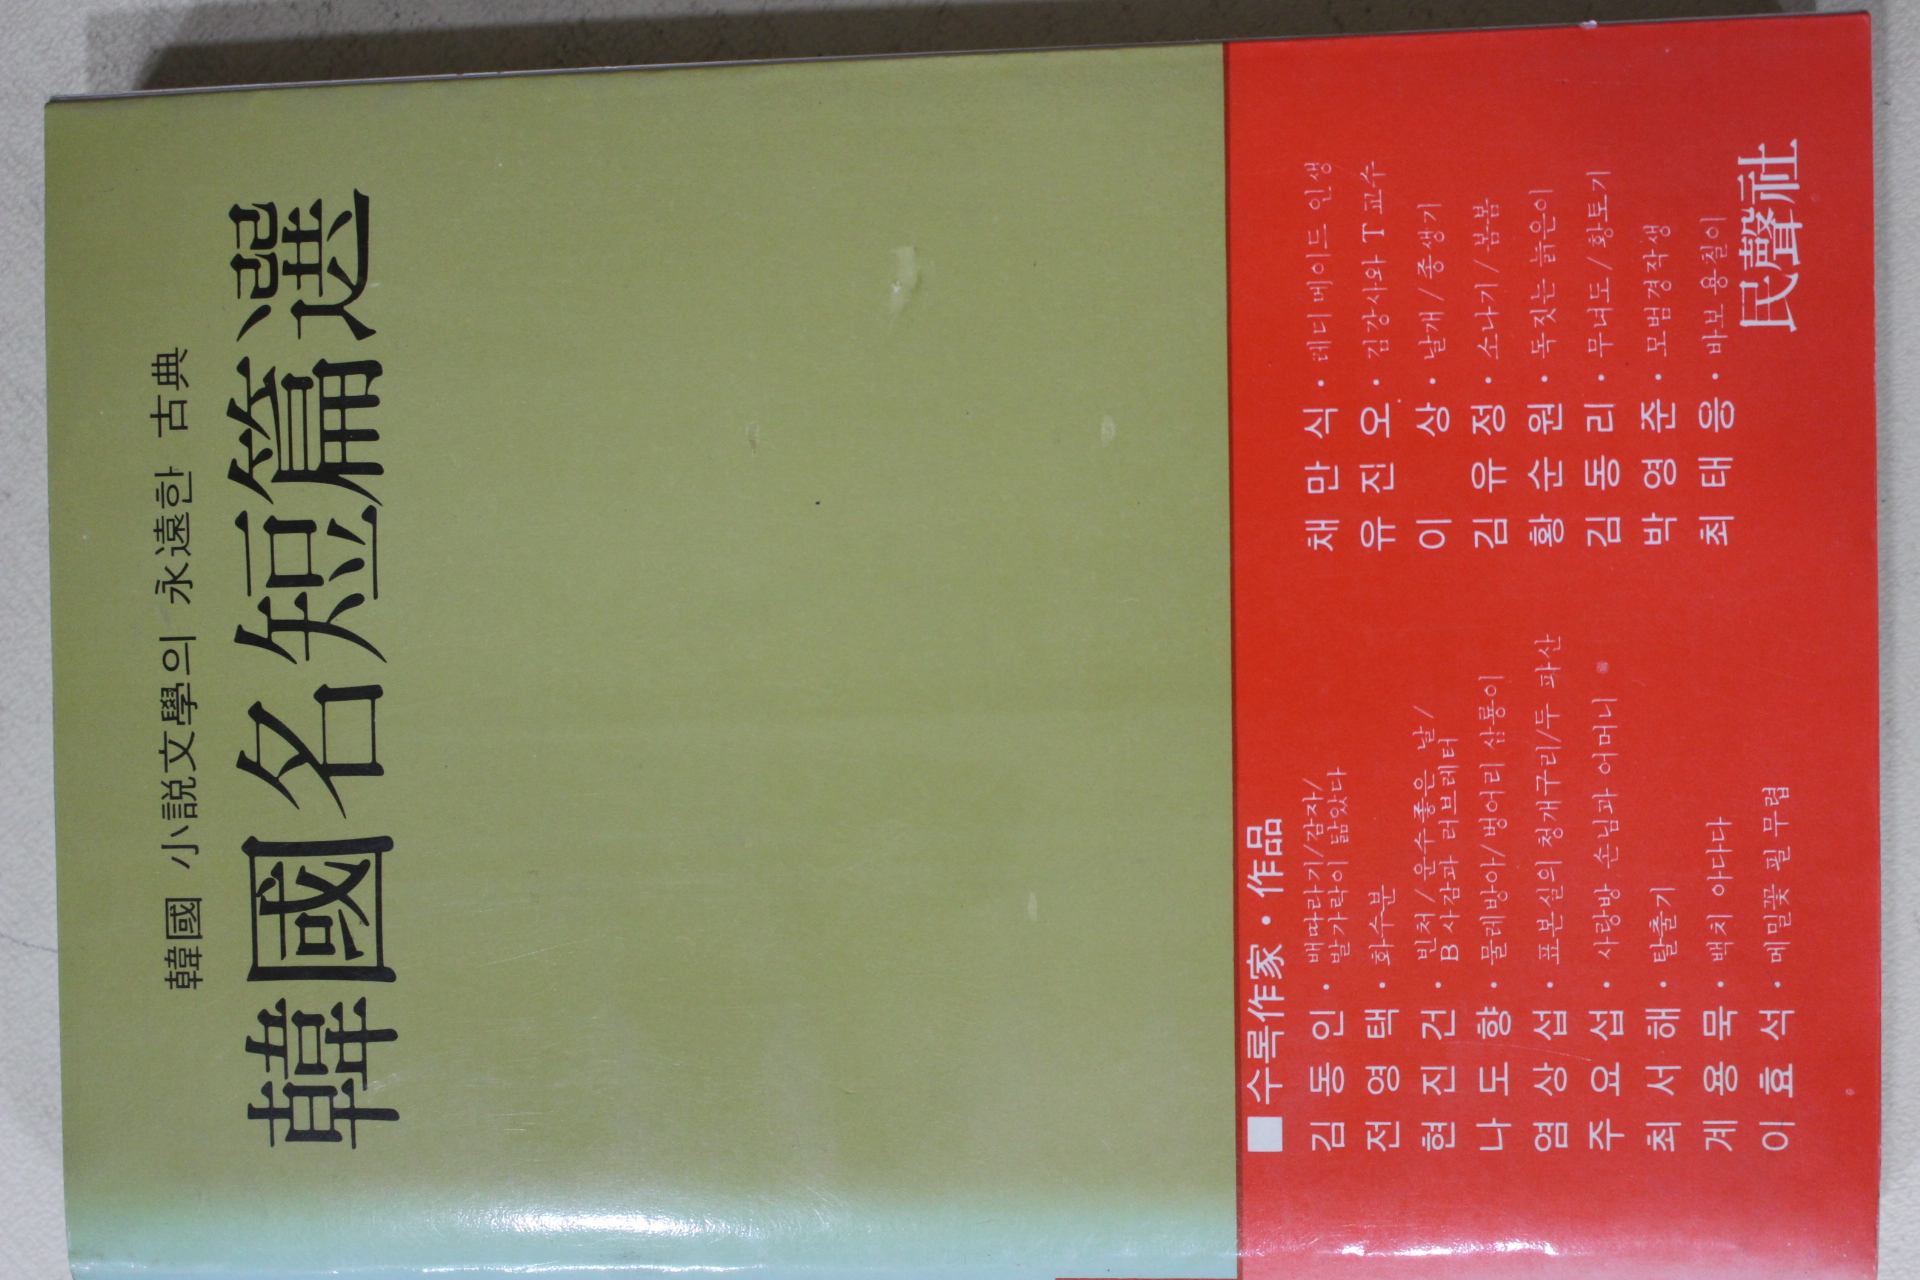 韓國 小説文學의 永遠한 古典
韓國名短篇選
■수록作家·作品
김동인·배따라기/감자/
발가락이 닮았다
전영택·화수분
현진건·빈처/운수좋은 날/
B사감과 러브레터
나도향·물레방아/벙어리 삼룡이
염상섭·표본실의 청개구리/두 파산
주요섭·사랑방 손님과 어머니
최서해·탈출기
계용묵·백치 아다다
이효석·메밀꽃 필 무렵
채만식·레디 메이드 인생
유진오·김강사와 T 교수
이상·날개/종생기
김유정·소나기/봄봄
황순원·독짓는 늙은이
김동리·무녀도/황토기
박영준·모범경작생
최태응·바보 용칠이
民聲社